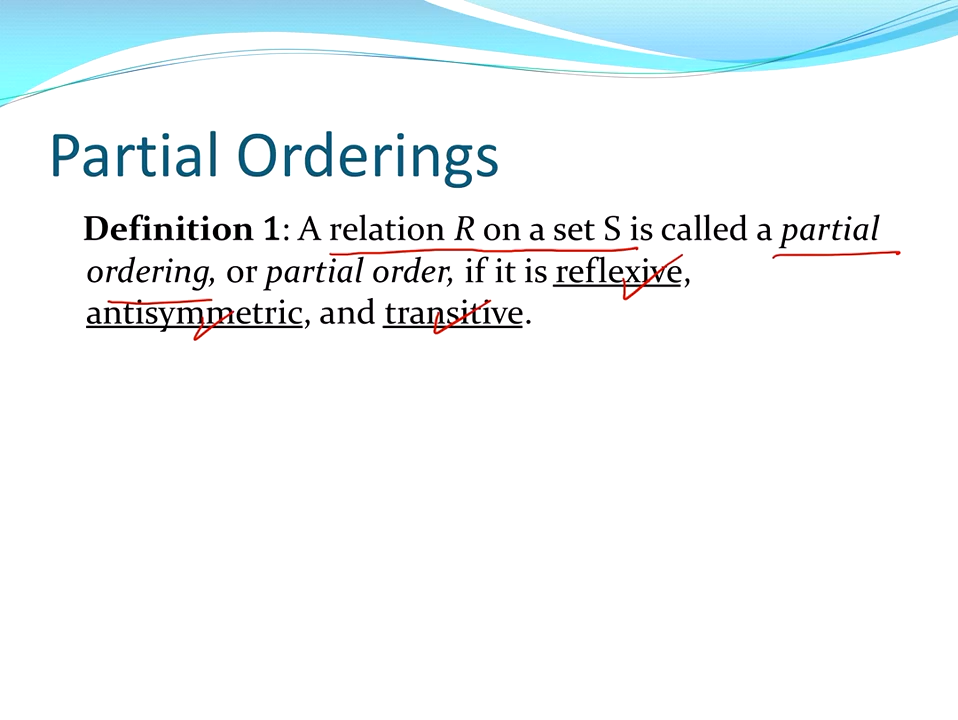 Partial Orderings
Definition 1: A relation R on a set S is called a partial
ordering, or partial order, if it is reflexive,
antisymmetric, and transitive.